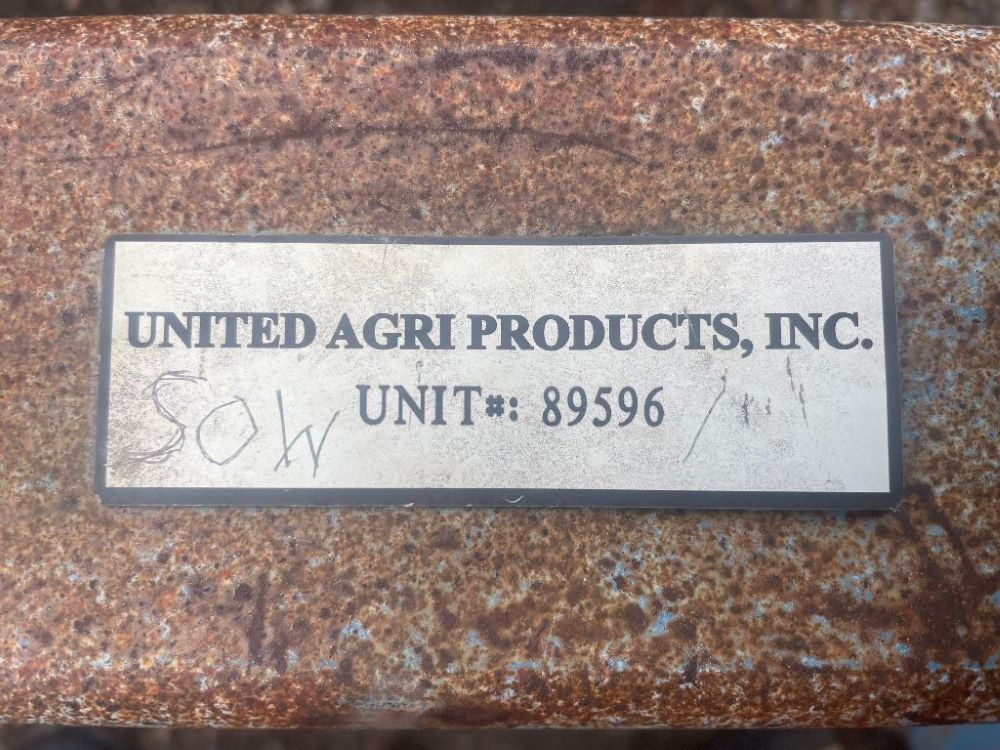 UNITED AGRI PRODUCTS, INC.
UNIT#: 89596
SOW